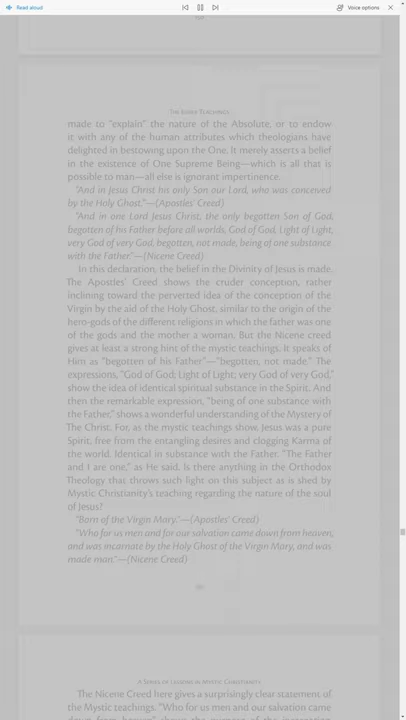 Read aloud
Voice options
The Inner Teachings
made to "explain" the nature of the Absolute, or to endow
it with any of the human attributes which theologians have
delighted in bestowing upon the One. It merely asserts a belief
in the existence of One Supreme Being—which is all that is
possible to man—all else is ignorant impertinence.
"And in Jesus Christ his only Son our Lord, who was conceived
by the Holy Ghost."—(Apostles' Creed)
"And in one Lord Jesus Christ, the only begotten Son of God,
begotten of his Father before all worlds, God of God, Light of Light,
very God of very God, begotten, not made, being of one substance
with the Father."—(Nicene Creed)
In this declaration, the belief in the Divinity of Jesus is made.
The Apostles' Creed shows the cruder conception, rather
inclining toward the perverted idea of the conception of the
Virgin by the aid of the Holy Ghost, similar to the origin of the
hero-gods of the different religions in which the father was one
of the gods and the mother a woman. But the Nicene creed
gives at least a strong hint of the mystic teachings. It speaks of
Him as "begotten of his Father"—"begotten, not made." The
expressions, "God of God; Light of Light; very God of very God,"
show the idea of identical spiritual substance in the Spirit. And
then the remarkable expression, "being of one substance with
the Father," shows a wonderful understanding of the Mystery of
The Christ. For, as the mystic teachings show, Jesus was a pure
Spirit, free from the entangling desires and clogging Karma of
the world. Identical in substance with the Father. "The Father
and I are one," as He said. Is there anything in the Orthodox
Theology that throws such light on this subject as is shed by
Mystic Christianity's teaching regarding the nature of the soul
of Jesus?
"Born of the Virgin Mary."—(Apostles' Creed)
"Who for us men and for our salvation came down from heaven,
and was incarnate by the Holy Ghost of the Virgin Mary, and was
made man."—(Nicene Creed)
A Series of Lessons in Mystic Christianity
The Nicene Creed here gives a surprisingly clear statement of
the Mystic teachings. "Who for us men and our salvation came
down from heaven" shows the purpose of the incarnation